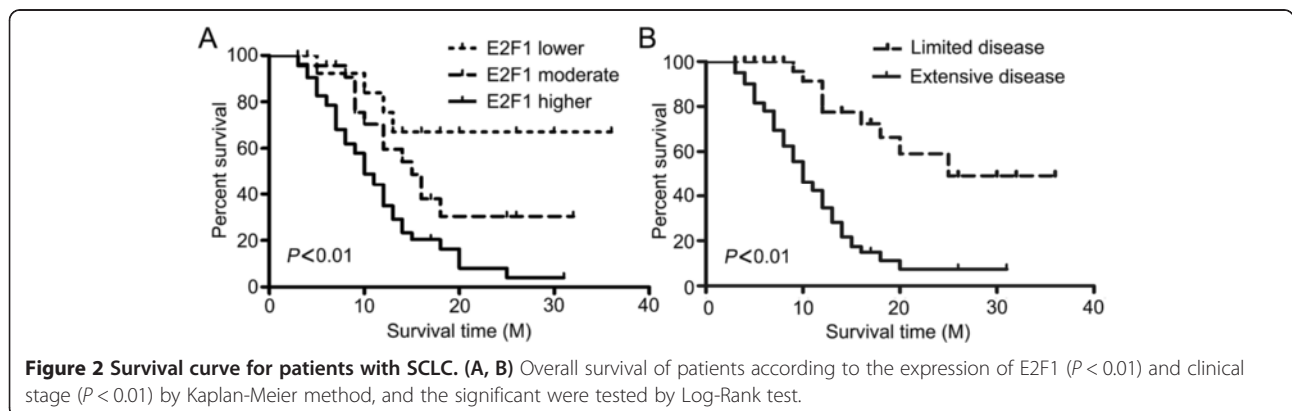 A
E2F1 lower
E2F1 moderate
E2F1 higher
Percent survival
100
80
60
40
20
0
P<0.01
0
10
20
30
40
Survival time (M)
B
Limited disease
Extensive disease
Percent survival
100
80
60
40
20
0
P<0.01
0
10
20
30
40
Survival time (M)
Figure 2 Survival curve for patients with SCLC. (A, B) Overall survival of patients according to the expression of E2F1 (P < 0.01) and clinical
stage (P < 0.01) by Kaplan-Meier method, and the significant were tested by Log-Rank test.